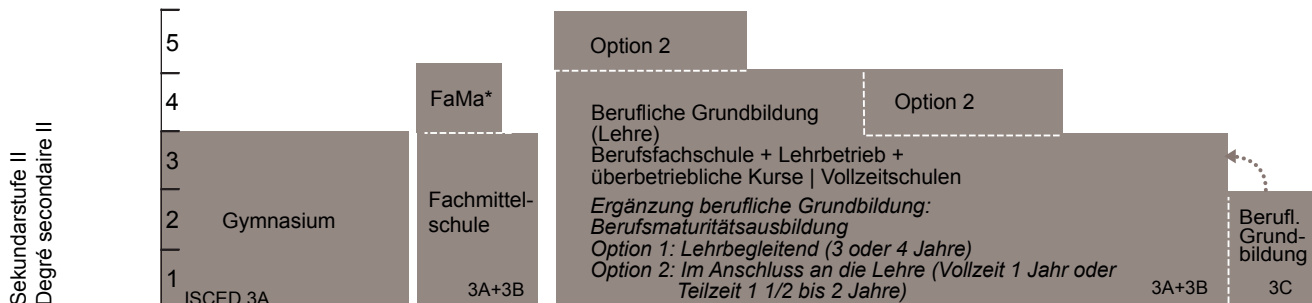 Sekundarstufe II
Degré secondaire II
5
4
3
2
1
Gymnasium
ISCED 3A
FaMa*
Fachmittel-
schule
3A+3B
Option 2
Option 2
Berufliche Grundbildung
(Lehre)
Berufsfachschule + Lehrbetrieb +
überbetriebliche Kurse | Vollzeitschulen
Ergänzung berufliche Grundbildung:
Berufsmaturitätsausbildung
Option 1: Lehrbegleitend (3 oder 4 Jahre)
Option 2: Im Anschluss an die Lehre (Vollzeit 1 Jahr oder
Teilzeit 1 1/2 bis 2 Jahre)
3A+3B
Berufl.
Grund-
bildung
3C